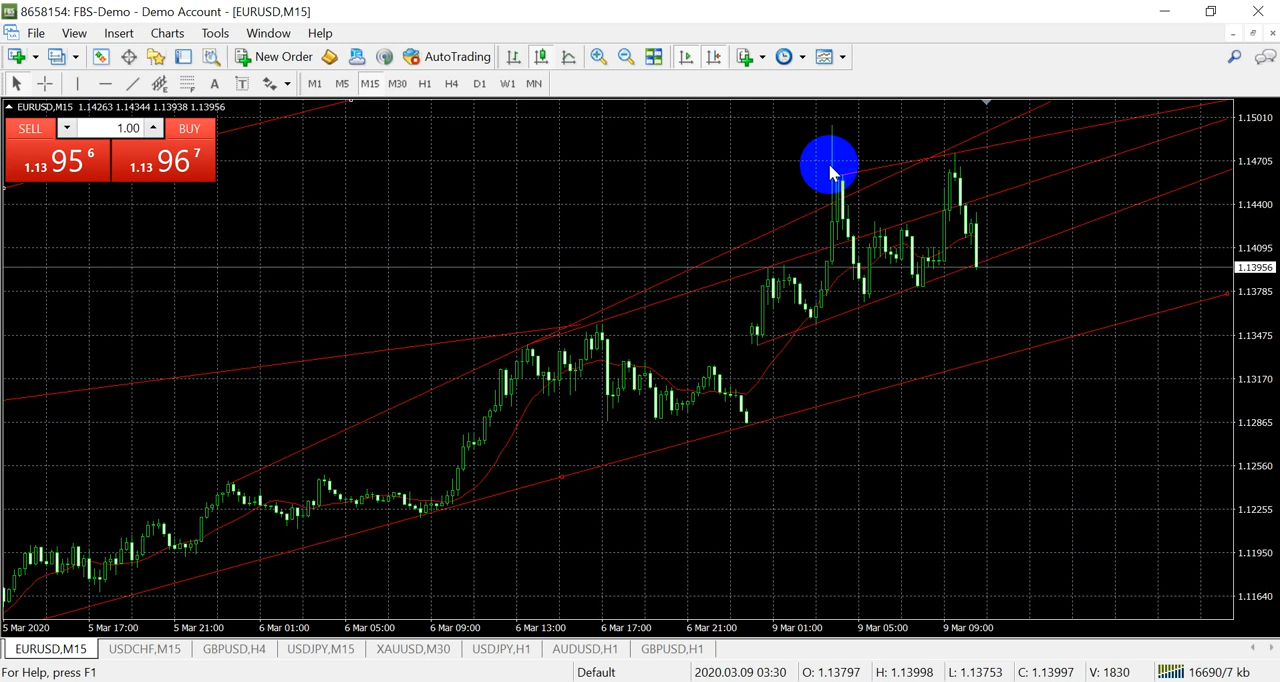 FBS 8658154: FBS-Demo - Demo Account - [EURUSD,M15]
File View Insert Charts Tools Window Help
New Order AutoTrading
A T M1 M5 M15 M30 H1 H4 D1 W1 MN
EURUSD,M15 1.14263 1.14344 1.13938 1.13956
SELL 1.00 BUY
1.13 95 6 1.13 96 7
1.15010
1.14705
1.14400
1.14095
1.13956
1.13785
1.13475
1.13170
1.12865
1.12560
1.12255
1.11950
1.11640
5 Mar 2020 5 Mar 17:00 5 Mar 21:00 6 Mar 01:00 6 Mar 05:00 6 Mar 09:00 6 Mar 13:00 6 Mar 17:00 6 Mar 21:00 9 Mar 01:00 9 Mar 05:00 9 Mar 09:00
EURUSD,M15 USDCHF,M15 GBPUSD,H4 USDJPY,M15 XAUUSD,M30 USDJPY,H1 AUDUSD,H1 GBPUSD,H1
For Help, press F1 Default 2020.03.09 03:30 O: 1.13797 H: 1.13998 L: 1.13753 C: 1.13997 V: 1830 16690/7 kb